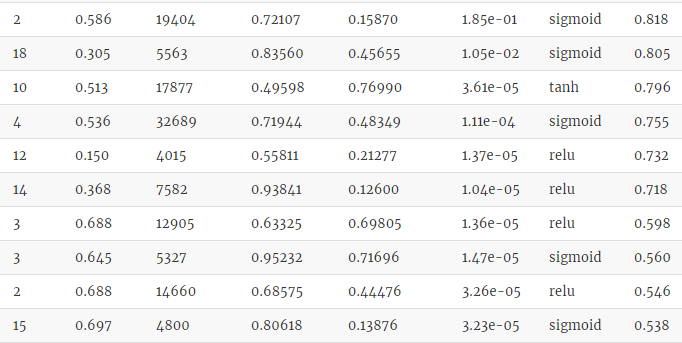 2 0.586 19404 0.72107 0.15870 1.85e-01 sigmoid 0.818
18 0.305 5563 0.83560 0.45655 1.05e-02 sigmoid 0.805
10 0.513 17877 0.49598 0.76990 3.61e-05 tanh 0.796
4 0.536 32689 0.71944 0.48349 1.11e-04 sigmoid 0.755
12 0.150 4015 0.55811 0.21277 1.37e-05 relu 0.732
14 0.368 7582 0.93841 0.12600 1.04e-05 relu 0.718
3 0.688 12905 0.63325 0.69805 1.36e-05 relu 0.598
3 0.645 5327 0.95232 0.71696 1.47e-05 sigmoid 0.560
2 0.688 14660 0.68575 0.44476 3.26e-05 relu 0.546
15 0.697 4800 0.80618 0.13876 3.23e-05 sigmoid 0.538